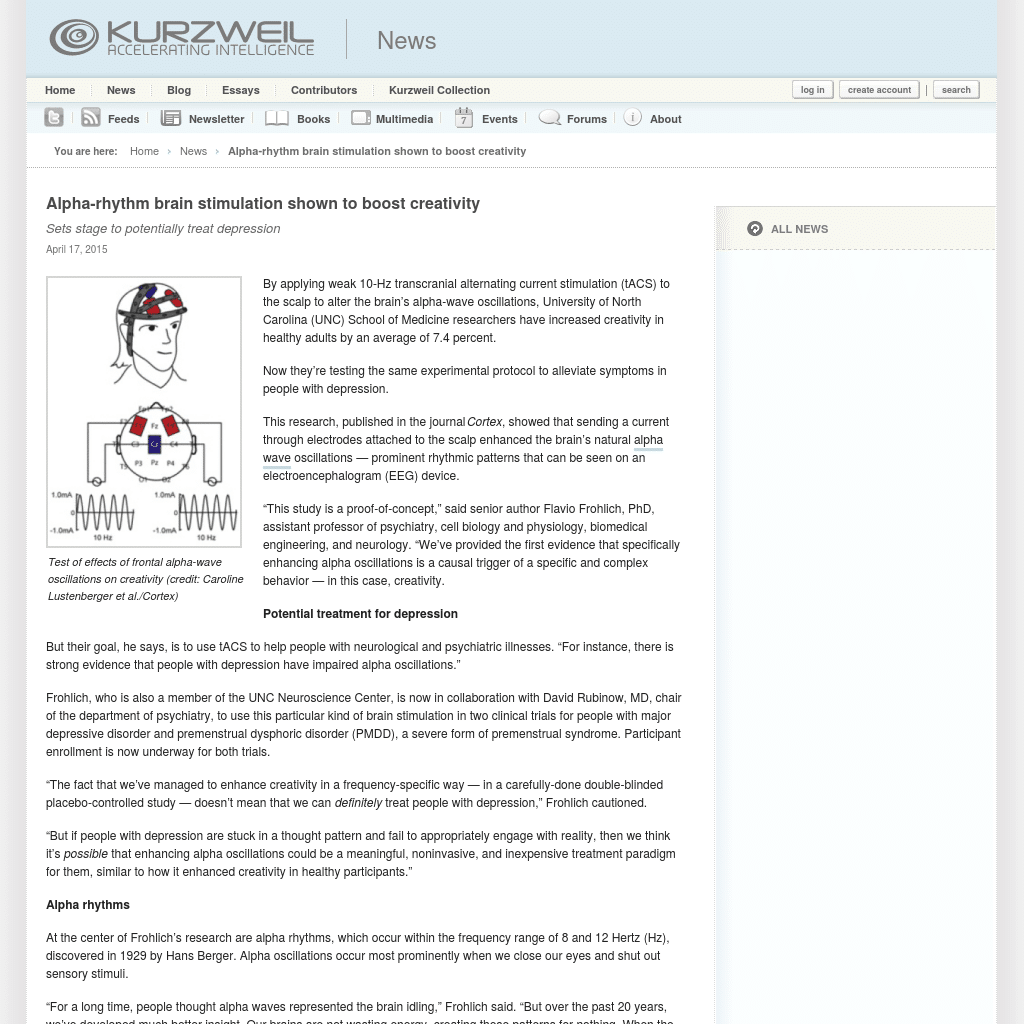 KURZWEIL
ACCELERATING INTELLIGENCE
News
Home
News
Blog
Essays
Contributors
Kurzweil Collection
log in
create account
|
search
Feeds
Newsletter
Books
Multimedia
7
Events
Forums
About
You are here: Home › News › Alpha-rhythm brain stimulation shown to boost creativity
Alpha-rhythm brain stimulation shown to boost creativity
Sets stage to potentially treat depression
April 17, 2015
ALL NEWS
Fz
C3
Cz
C4
P3
Pz
P4
T5
T6
O1
O2
1.0mA
0
-1.0mA
10 Hz
1.0mA
0
-1.0mA
10 Hz
Test of effects of frontal alpha-wave
oscillations on creativity (credit: Caroline
Lustenberger et al./Cortex)
By applying weak 10-Hz transcranial alternating current stimulation (tACS) to
the scalp to alter the brain’s alpha-wave oscillations, University of North
Carolina (UNC) School of Medicine researchers have increased creativity in
healthy adults by an average of 7.4 percent.
Now they’re testing the same experimental protocol to alleviate symptoms in
people with depression.
This research, published in the journal Cortex, showed that sending a current
through electrodes attached to the scalp enhanced the brain’s natural alpha
wave oscillations — prominent rhythmic patterns that can be seen on an
electroencephalogram (EEG) device.
“This study is a proof-of-concept,” said senior author Flavio Frohlich, PhD,
assistant professor of psychiatry, cell biology and physiology, biomedical
engineering, and neurology. “We’ve provided the first evidence that specifically
enhancing alpha oscillations is a causal trigger of a specific and complex
behavior — in this case, creativity.
Potential treatment for depression
But their goal, he says, is to use tACS to help people with neurological and psychiatric illnesses. “For instance, there is
strong evidence that people with depression have impaired alpha oscillations.”
Frohlich, who is also a member of the UNC Neuroscience Center, is now in collaboration with David Rubinow, MD, chair
of the department of psychiatry, to use this particular kind of brain stimulation in two clinical trials for people with major
depressive disorder and premenstrual dysphoric disorder (PMDD), a severe form of premenstrual syndrome. Participant
enrollment is now underway for both trials.
“The fact that we’ve managed to enhance creativity in a frequency-specific way — in a carefully-done double-blinded
placebo-controlled study — doesn’t mean that we can definitely treat people with depression,” Frohlich cautioned.
“But if people with depression are stuck in a thought pattern and fail to appropriately engage with reality, then we think
it’s possible that enhancing alpha oscillations could be a meaningful, noninvasive, and inexpensive treatment paradigm
for them, similar to how it enhanced creativity in healthy participants.”
Alpha rhythms
At the center of Frohlich’s research are alpha rhythms, which occur within the frequency range of 8 and 12 Hertz (Hz),
discovered in 1929 by Hans Berger. Alpha oscillations occur most prominently when we close our eyes and shut out
sensory stimuli.
“For a long time, people thought alpha waves represented the brain idling,” Frohlich said. “But over the past 20 years,
we’ve developed much better insight. Our brains are not wasting energy, creating these patterns for nothing. When the